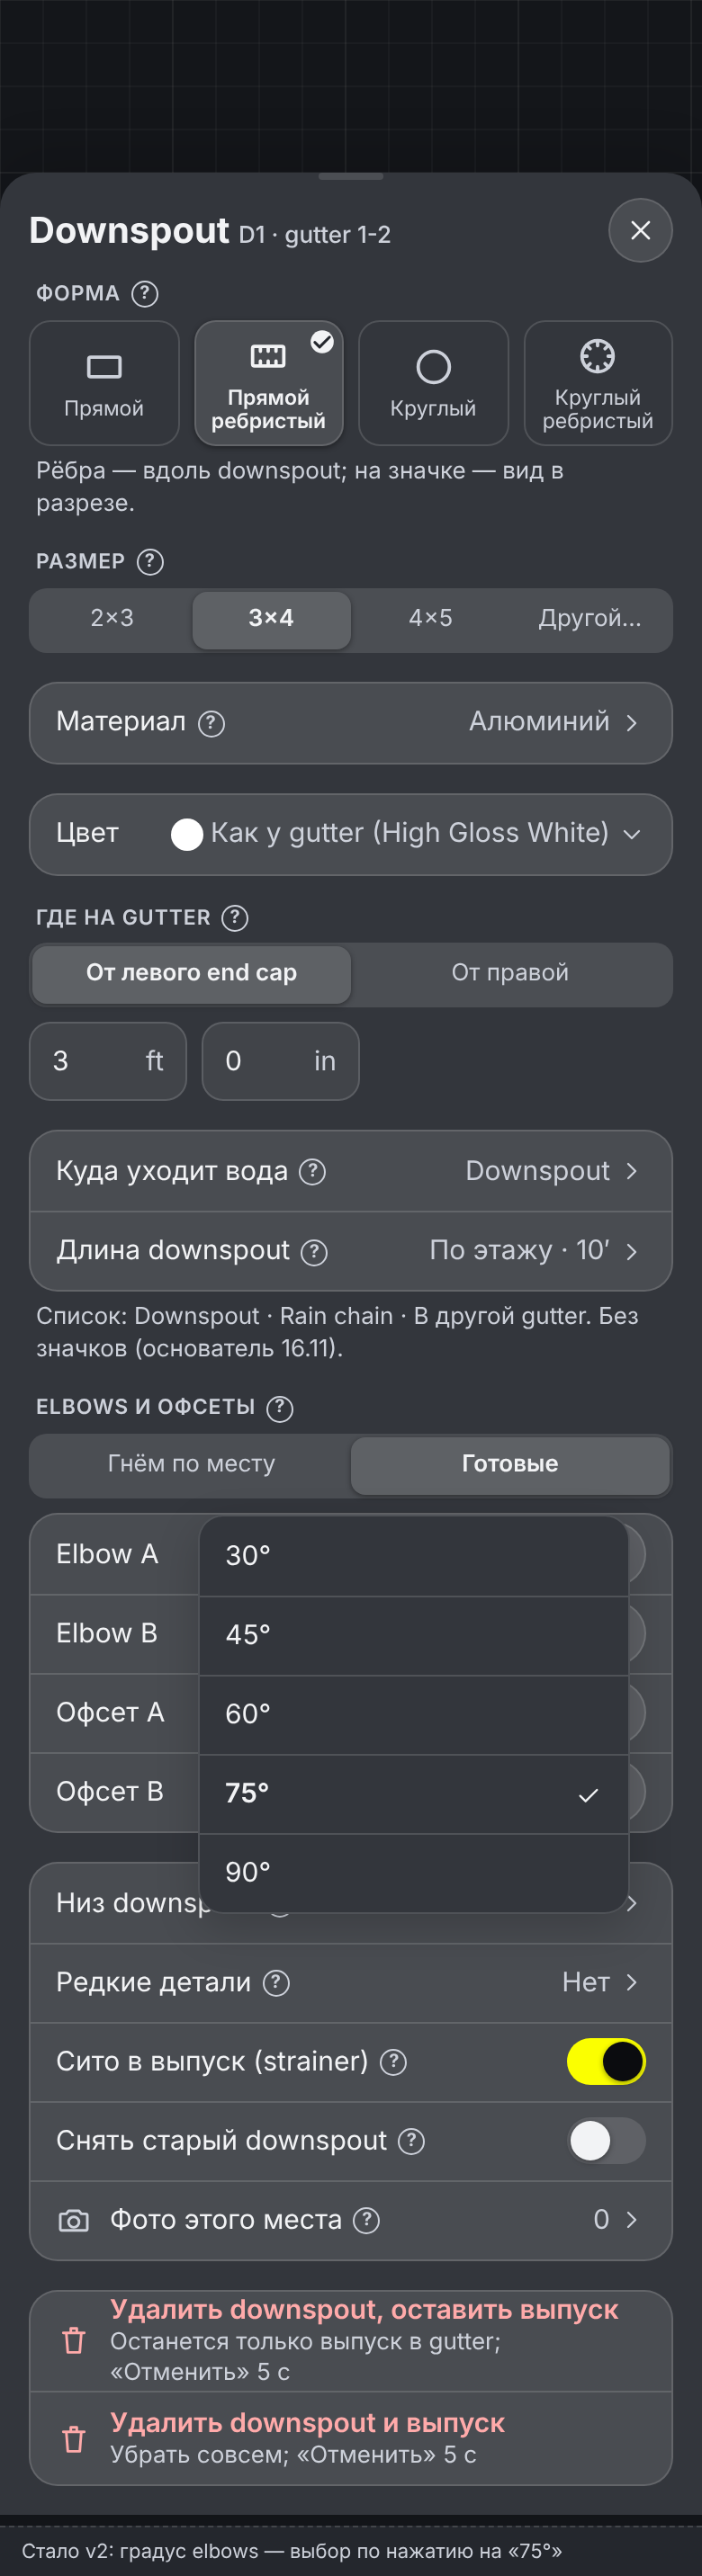 Downspout D1 · gutter 1-2
ФОРМА ?
Прямой
Прямой
ребристый
Круглый
Круглый
ребристый
Рёбра — вдоль downspout; на значке — вид в
разрезе.
РАЗМЕР ?
2×3 3×4 4×5 Другой...
Материал ? Алюминий
Цвет Как у gutter (High Gloss White)
ГДЕ НА GUTTER ?
От левого end cap От правой
3 ft 0 in
Куда уходит вода ? Downspout
Длина downspout ? По этажу · 10′
Список: Downspout · Rain chain · В другой gutter. Без
значков (основатель 16.11).
ELBOWS И ОФСЕТЫ ?
Гнём по месту Готовые
Elbow A 30°
Elbow B 45°
Офсет A 60°
Офсет B 75°
90°
Низ downsp
Редкие детали ? Нет
Сито в выпуск (strainer) ?
Снять старый downspout ?
Фото этого места ? 0
Удалить downspout, оставить выпуск
Останется только выпуск в gutter;
«Отменить» 5 с
Удалить downspout и выпуск
Убрать совсем; «Отменить» 5 с
Стало v2: градус elbows — выбор по нажатию на «75°»